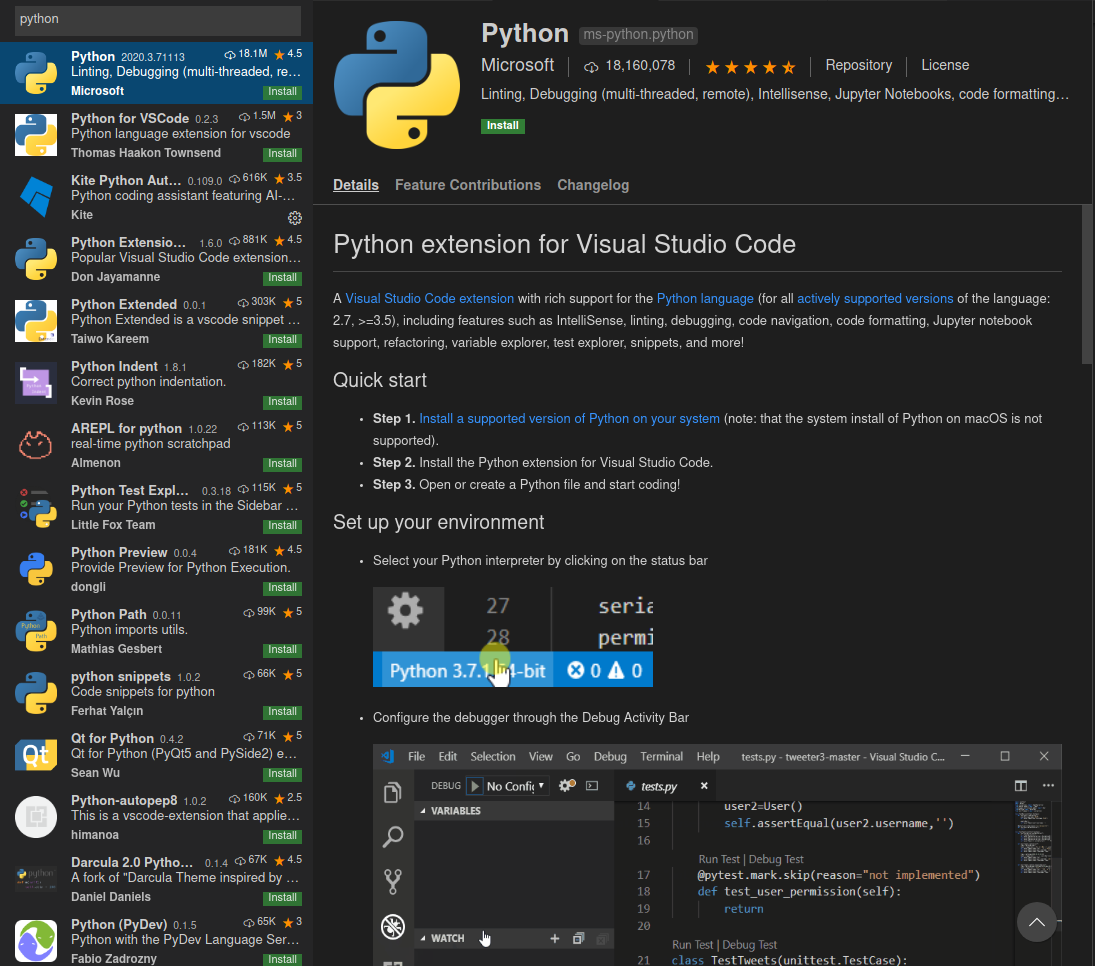 python
Python 2020.3.71113 18.1M 4.5
Linting, Debugging (multi-threaded, re…
Microsoft Install
Python for VSCode 0.2.3 1.5M 3
Python language extension for vscode
Thomas Haakon Townsend Install
Kite Python Aut… 0.109.0 616K 3.5
Python coding assistant featuring AI-…
Kite
Python Extensio… 1.6.0 881K 4.5
Popular Visual Studio Code extension…
Don Jayamanne Install
Python Extended 0.0.1 303K 5
Python Extended is a vscode snippet …
Taiwo Kareem Install
Python Indent 1.8.1 182K 5
Correct python indentation.
Kevin Rose Install
AREPL for python 1.0.22 113K 5
real-time python scratchpad
Almenon Install
Python Test Expl… 0.3.18 115K 5
Run your Python tests in the Sidebar …
Little Fox Team Install
Python Preview 0.0.4 181K 4.5
Provide Preview for Python Execution.
dongli Install
Python Path 0.0.11 99K 5
Python imports utils.
Mathias Gesbert Install
python snippets 1.0.2 66K 5
Code snippets for python
Ferhat Yalçın Install
Qt for Python 0.4.2 71K 5
Qt for Python (PyQt5 and PySide2) e…
Sean Wu Install
Python-autopep8 1.0.2 160K 2.5
This is a vscode-extension that applie…
himanoa Install
Darcula 2.0 Pytho… 0.1.4 67K 4.5
A fork of "Darcula Theme inspired by …
Daniel Daniels Install
Python (PyDev) 0.1.5 65K 3
Python with the PyDev Language Ser…
Fabio Zadrozny Install
Python ms-python.python
Microsoft 18,160,078 Repository License
Linting, Debugging (multi-threaded, remote), Intellisense, Jupyter Notebooks, code formatting…
Install
Details Feature Contributions Changelog
Python extension for Visual Studio Code
A Visual Studio Code extension with rich support for the Python language (for all actively supported versions of the language:
2.7, >=3.5), including features such as IntelliSense, linting, debugging, code navigation, code formatting, Jupyter notebook
support, refactoring, variable explorer, test explorer, snippets, and more!
Quick start
• Step 1. Install a supported version of Python on your system (note: that the system install of Python on macOS is not
supported).
• Step 2. Install the Python extension for Visual Studio Code.
• Step 3. Open or create a Python file and start coding!
Set up your environment
• Select your Python interpreter by clicking on the status bar
27 seria
28 permi
Python 3.7. -bit 0 0
• Configure the debugger through the Debug Activity Bar
File Edit Selection View Go Debug Terminal Help tests.py - tweeter3-master - Visual Studio C...
DEBUG No Config tests.py
VARIABLES
14 user2=User()
15 self.assertEqual(user2.username,'')
16
Run Test | Debug Test
17 @pytest.mark.skip(reason="not implemented")
18 def test_user_permission(self):
19 return
20
WATCH
Run Test | Debug Test
21 class TestTweets(unittest.TestCase):